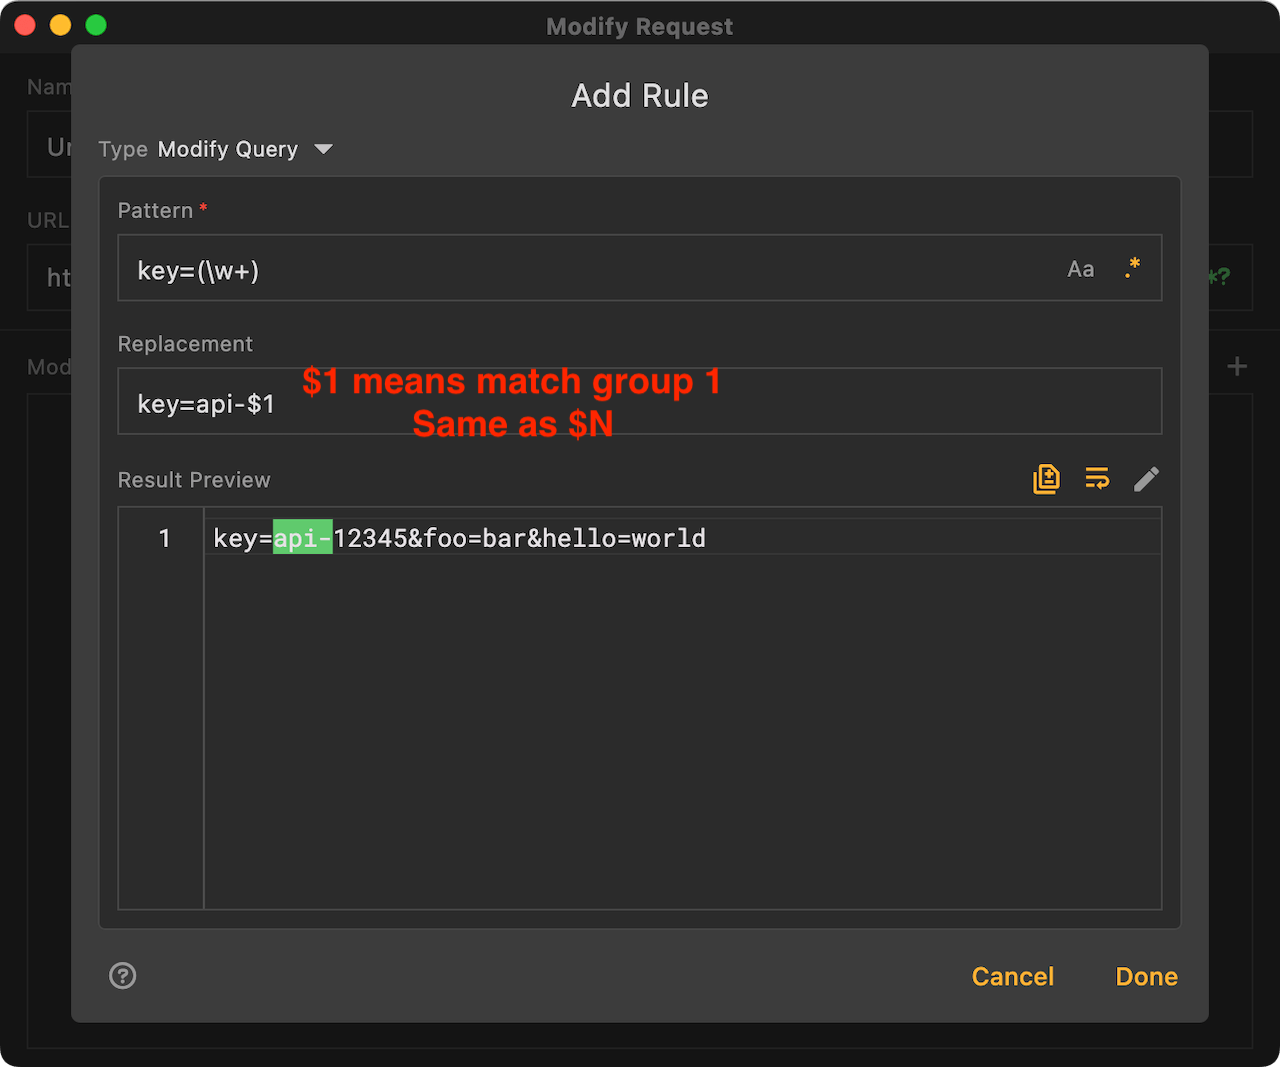 Modify Request
Add Rule
Nam
Ur
Type Modify Query
Pattern *
URL
key=(\w+) Aa .*
ht
*?
Replacement
Mod
+
$1 means match group 1
key=api-$1
Same as $N
Result Preview
1 key=api-12345&foo=bar&hello=world
?
Cancel Done